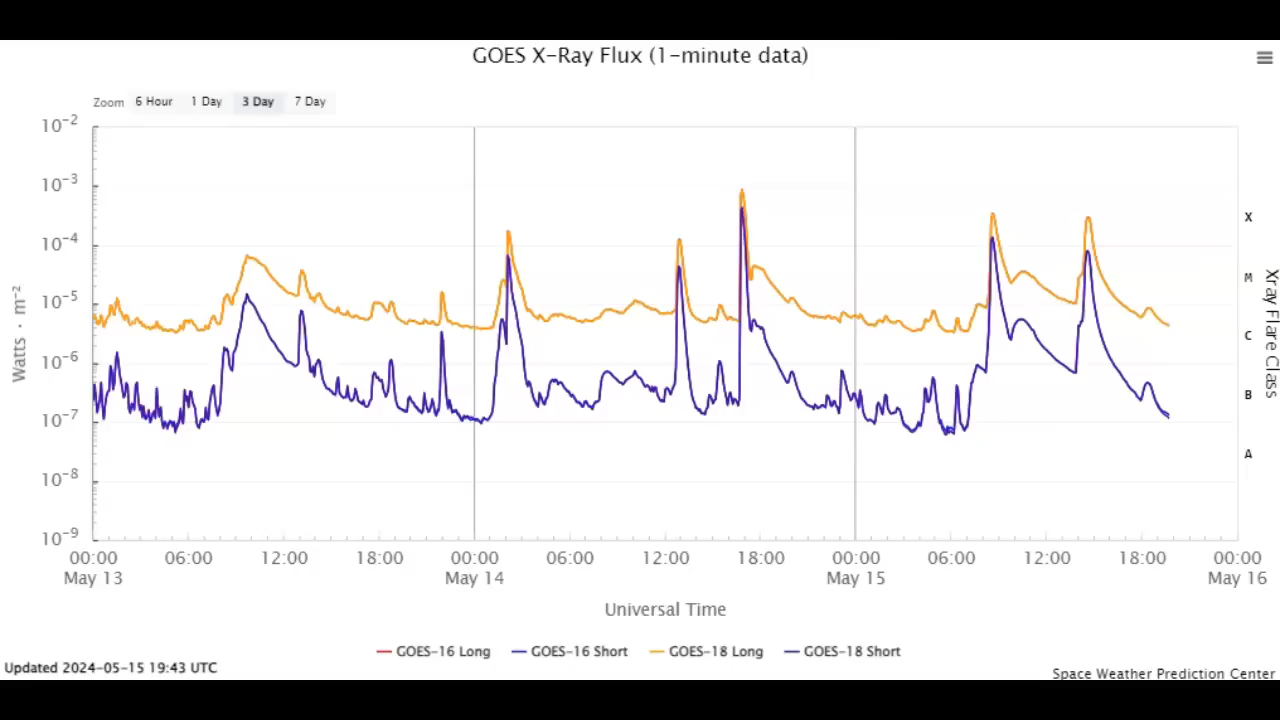 GOES X-Ray Flux (1-minute data)
Zoom 6 Hour 1 Day 3 Day 7 Day
10-2
10-3
10-4
10-5
10-6
10-7
10-8
10-9
Watts · m-2
X
M
C
B
A
Xray Flare Class
00:00 06:00 12:00 18:00 00:00 06:00 12:00 18:00 00:00 06:00 12:00 18:00 00:00
May 13 May 14 May 15 May 16
Universal Time
GOES-16 Long GOES-16 Short GOES-18 Long GOES-18 Short
Updated 2024-05-15 19:43 UTC
Space Weather Prediction Center